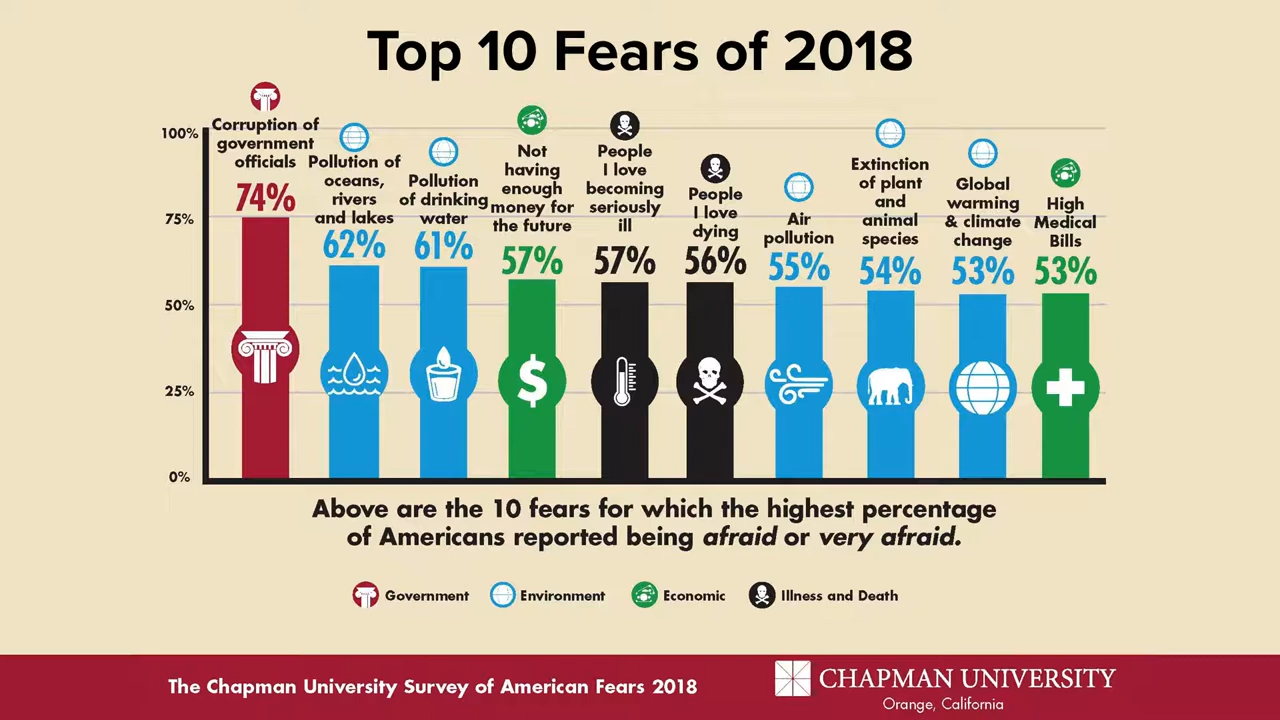 Top 10 Fears of 2018
100%
75%
50%
25%
0%
Corruption of
government
officials
74%
Pollution of
oceans,
rivers
and lakes
62%
Pollution
of drinking
water
61%
Not
having
enough
money for
the future
57%
People
I love
becoming
seriously
ill
57%
People
I love
dying
56%
Air
pollution
55%
Extinction
of plant
and
animal
species
54%
Global
warming
& climate
change
53%
High
Medical
Bills
53%
$
Above are the 10 fears for which the highest percentage
of Americans reported being afraid or very afraid.
Government
Environment
Economic
Illness and Death
The Chapman University Survey of American Fears 2018
CHAPMAN UNIVERSITY
Orange, California